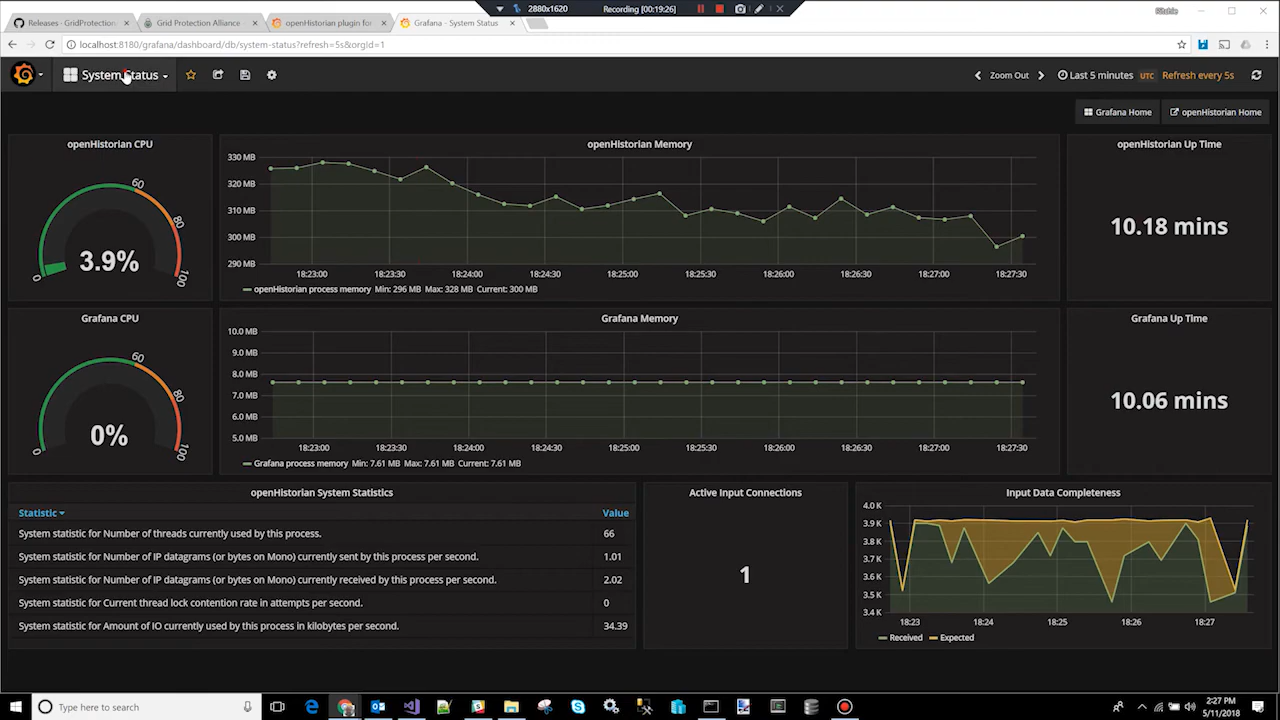 2880x1620
Recording [00:19:26]
Ritchie
Releases - GridProtection
Grid Protection Alliance
openHistorian plugin for
Grafana - System Status
localhost:8180/grafana/dashboard/db/system-status?refresh=5s&orgId=1
System Status
Zoom Out
Last 5 minutes UTC Refresh every 5s
Grafana Home
openHistorian Home
openHistorian CPU
60
80
3.9%
0
100
openHistorian Memory
330 MB
320 MB
310 MB
300 MB
290 MB
18:23:00 18:23:30 18:24:00 18:24:30 18:25:00 18:25:30 18:26:00 18:26:30 18:27:00 18:27:30
openHistorian process memory Min: 296 MB Max: 328 MB Current: 300 MB
openHistorian Up Time
10.18 mins
Grafana CPU
60
80
0%
0
100
Grafana Memory
10.0 MB
9.0 MB
8.0 MB
7.0 MB
6.0 MB
5.0 MB
18:23:00 18:23:30 18:24:00 18:24:30 18:25:00 18:25:30 18:26:00 18:26:30 18:27:00 18:27:30
Grafana process memory Min: 7.61 MB Max: 7.61 MB Current: 7.61 MB
Grafana Up Time
10.06 mins
openHistorian System Statistics
Statistic Value
System statistic for Number of threads currently used by this process. 66
System statistic for Number of IP datagrams (or bytes on Mono) currently sent by this process per second. 1.01
System statistic for Number of IP datagrams (or bytes on Mono) currently received by this process per second. 2.02
System statistic for Current thread lock contention rate in attempts per second. 0
System statistic for Amount of IO currently used by this process in kilobytes per second. 34.39
Active Input Connections
1
Input Data Completeness
4.0 K
3.9 K
3.8 K
3.7 K
3.6 K
3.5 K
3.4 K
18:23 18:24 18:25 18:26 18:27
Received Expected
Type here to search
2:27 PM
5/11/2018